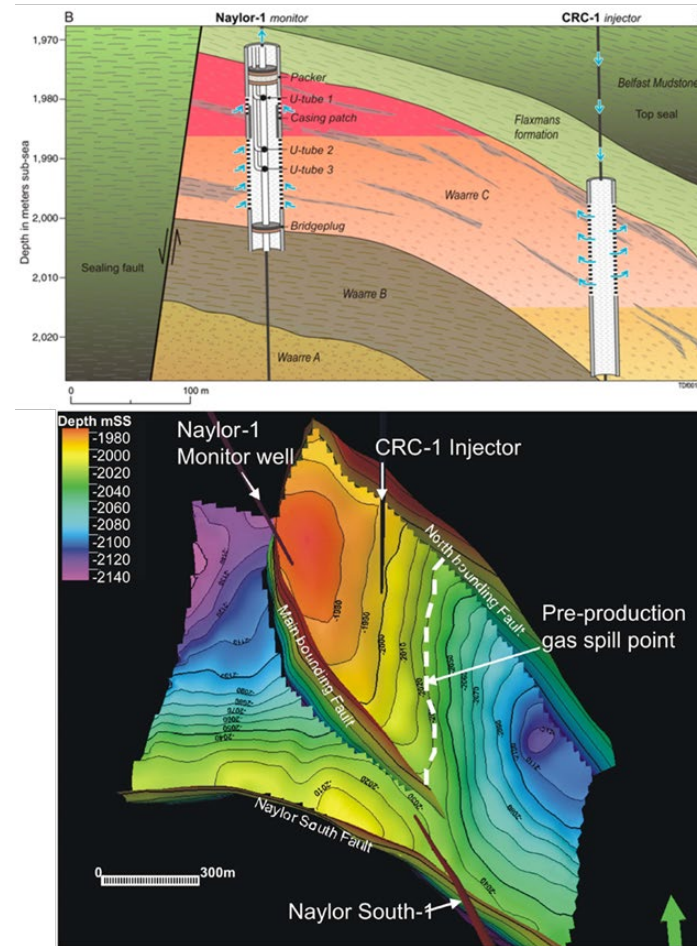 B
Naylor-1 monitor
CRC-1 injector
1,970
1,980
1,990
2,000
2,010
2,020
Depth in meters sub-sea
Packer
U-tube 1
Casing patch
U-tube 2
U-tube 3
Bridgeplug
Belfast Mudstone
Top seal
Flaxmans
formation
Waarre C
Waarre B
Waarre A
Sealing fault
0
100 m
Depth mSS
-1980
-2000
-2020
-2040
-2060
-2080
-2100
-2120
-2140
Naylor-1
Monitor well
CRC-1 Injector
North bounding Fault
Main bounding Fault
Pre-production
gas spill point
Naylor South Fault
Naylor South-1
0
300m